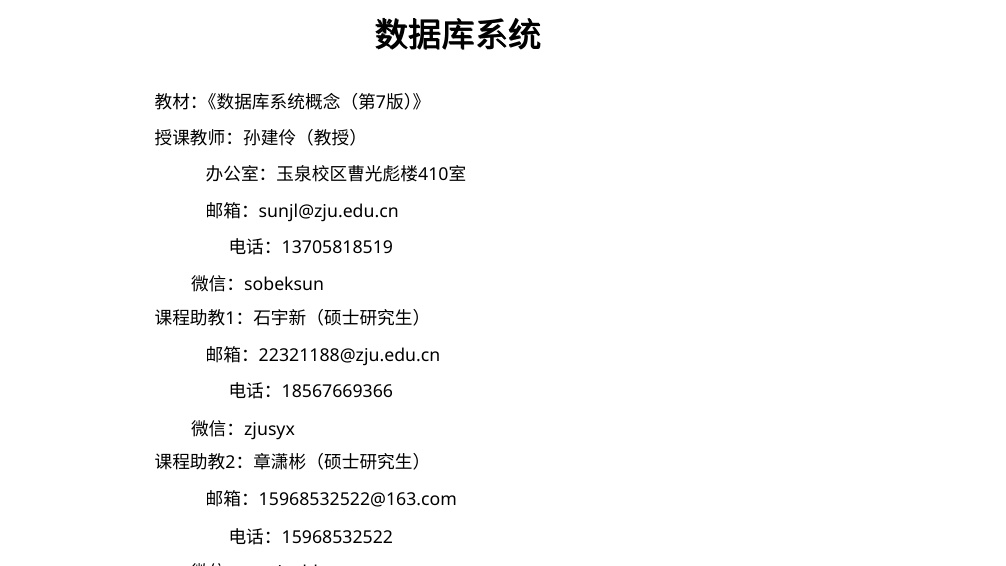 数据库系统
教材：《数据库系统概念（第7版）》
授课教师：孙建伶（教授）
办公室：玉泉校区曹光彪楼410室
邮箱：sunjl@zju.edu.cn
电话：13705818519
微信：sobeksun
课程助教1：石宇新（硕士研究生）
邮箱：22321188@zju.edu.cn
电话：18567669366
微信：zjusyx
课程助教2：章潇彬（硕士研究生）
邮箱：15968532522@163.com
电话：15968532522